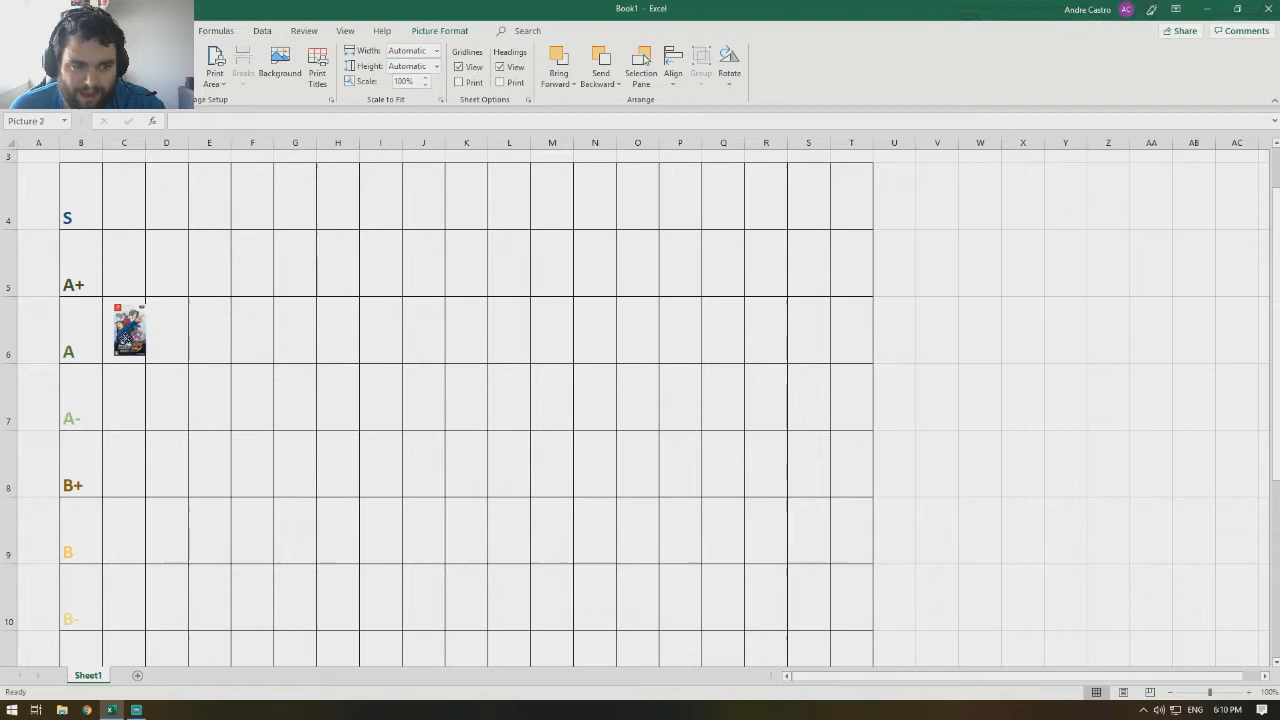 Book1 - Excel
Andre Castro
AC
Formulas
Data
Review
View
Help
Picture Format
Search
Share
Comments
Print Area
Breaks
Background
Print Titles
Width: Automatic
Height: Automatic
Scale: 100%
Gridlines
View
Print
Headings
View
Print
Bring Forward
Send Backward
Selection Pane
Align
Group
Rotate
age Setup
Scale to Fit
Sheet Options
Arrange
Picture 2
fx
A B C D E F G H I J K L M N O P Q R S T U V W X Y Z AA AB AC
3
4 S
5 A+
6 A
7 A-
8 B+
9 B
10 B-
Sheet1
Ready
100%
ENG
6:10 PM